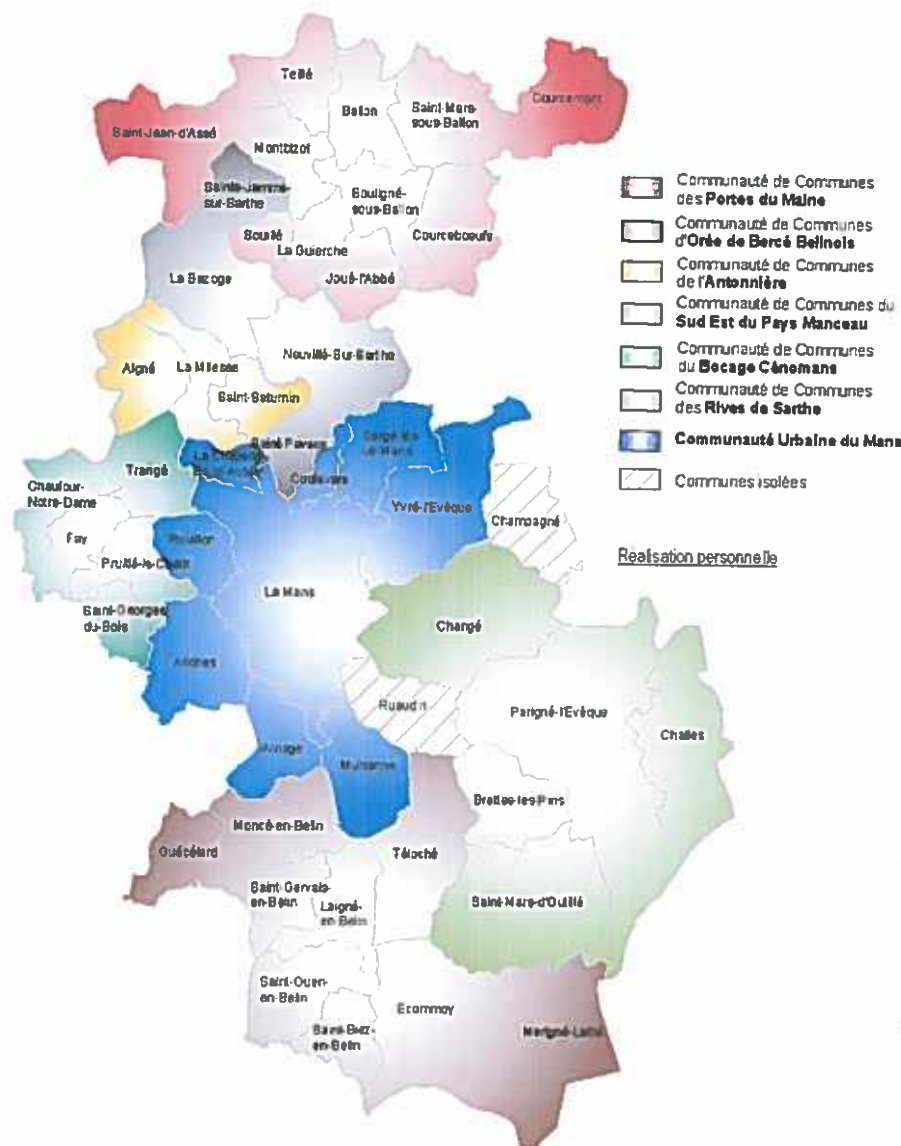 Teillé
Ballon
Saint-Mars-
sous-Ballon
Courcemont
Saint-Jean-d'Assé
Montbizot
Sainte-Jamme-
sur-Sarthe
Souligné-
sous-Ballon
Souillé
La Guierche
Courceboeufs
La Bazoge
Joué-l'Abbé
Communauté de Communes
des Portes du Maine
Communauté de Communes
d'Orée de Bercé Belinois
Communauté de Communes
de l'Antonnière
Communauté de Communes du
Sud Est du Pays Manceau
Communauté de Communes
du Bocage Cénomans
Communauté de Communes
des Rives de Sarthe
Communauté Urbaine du Mans
Communes isolées
Réalisation personnelle
Neuville-Sur-Sarthe
Aigné
La Milesse
Saint-Saturnin
Saint Pavace
Sargé-lès-
Le Mans
La Chapelle
Coulaines
Trangé
Chaufour-
Notre-Dame
Yvré-l'Evêque
Champagné
Fay
Rouillon
Pruillé-le-Chétif
Le Mans
Saint-Georges
du-Bois
Changé
Allonnes
Ruaudin
Parigné-l'Evêque
Challes
Arnage
Mulsanne
Brette-les-Pins
Moncé-en-Belin
Guécélard
Téloché
Saint-Gervais-
en-Belin
Laigné-
en-Belin
Saint-Mars-d'Outillé
Saint-Ouen-
en-Belin
Ecommoy
Saint-Biez-
en-Belin
Marigné-Laillé